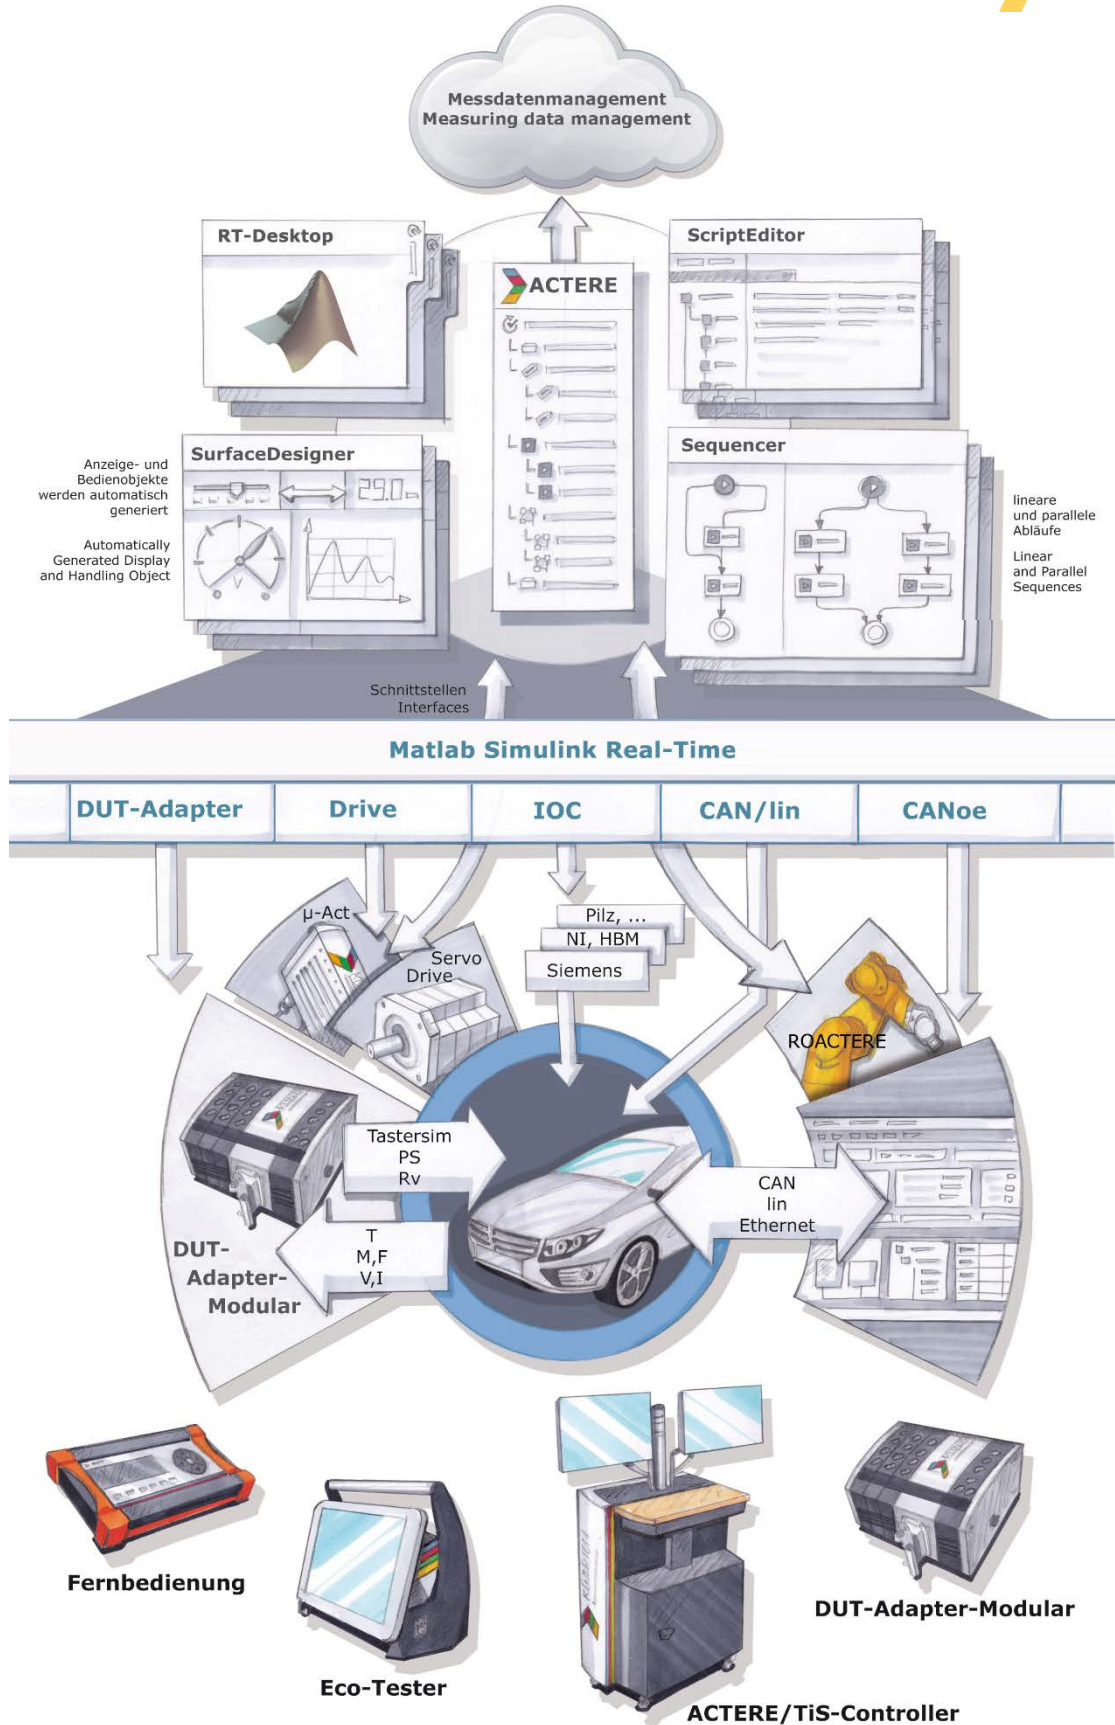 Messdatenmanagement
Measuring data management
RT-Desktop
ScriptEditor
ACTERE
SurfaceDesigner
Sequencer
Anzeige- und
Bedienobjekte
werden automatisch
generiert
Automatically
Generated Display
and Handling Object
V
lineare
und parallele
Abläufe
Linear
and Parallel
Sequences
Schnittstellen
Interfaces
Matlab Simulink Real-Time
DUT-Adapter
Drive
IOC
CAN/lin
CANoe
µ-Act
Servo
Drive
Pilz, ...
NI, HBM
Siemens
ROACTERE
Tastersim
PS
Rv
T
M,F
V,I
CAN
lin
Ethernet
DUT-
Adapter-
Modular
Fernbedienung
Eco-Tester
ACTERE/TiS-Controller
DUT-Adapter-Modular